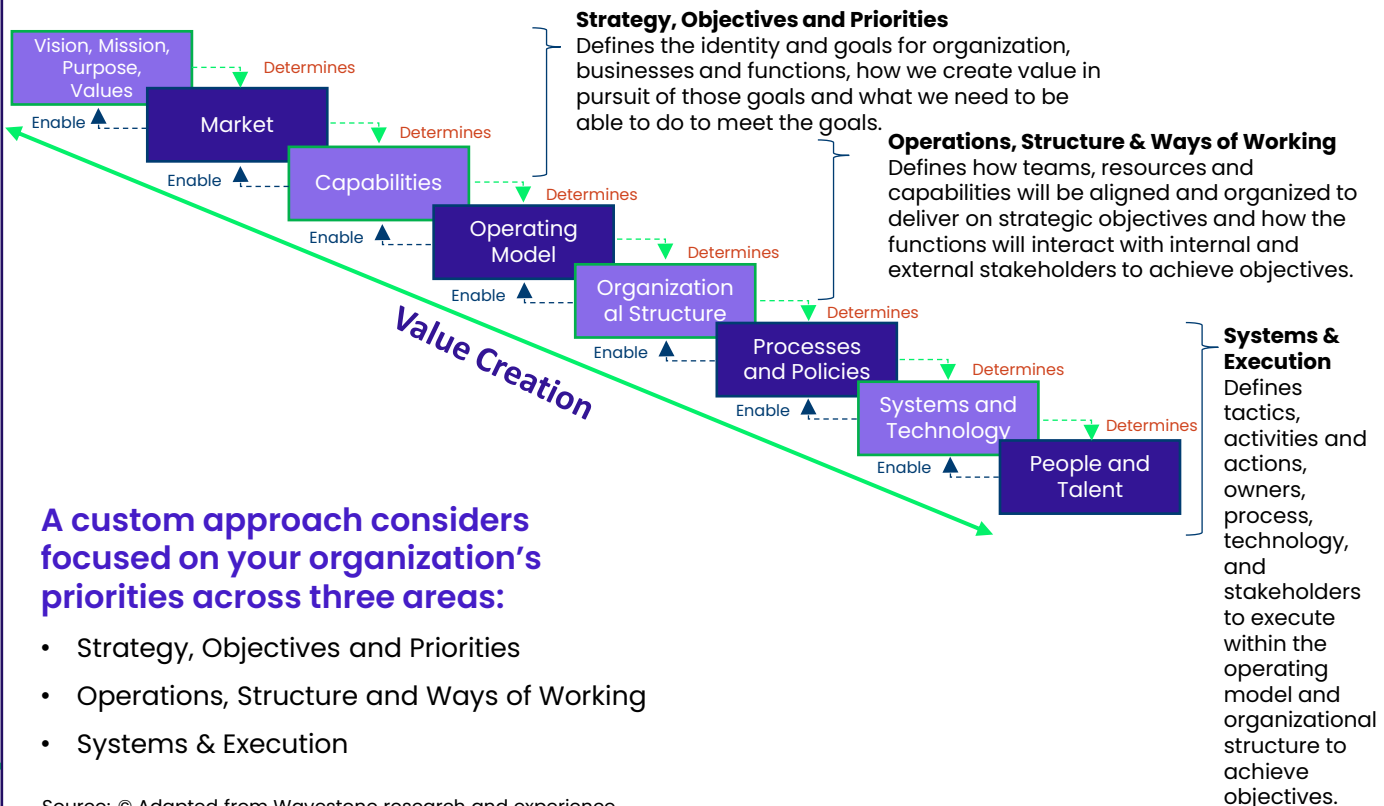 Strategy, Objectives and Priorities
Defines the identity and goals for organization,
businesses and functions, how we create value in
pursuit of those goals and what we need to be
able to do to meet the goals.
Vision, Mission,
Purpose,
Values
Determines
Enable
Market
Determines
Enable
Capabilities
Determines
Enable
Operating
Model
Determines
Enable
Organization
al Structure
Determines
Enable
Processes
and Policies
Determines
Enable
Systems and
Technology
Determines
Enable
People and
Talent
Operations, Structure & Ways of Working
Defines how teams, resources and
capabilities will be aligned and organized to
deliver on strategic objectives and how the
functions will interact with internal and
external stakeholders to achieve objectives.
Systems &
Execution
Defines
tactics,
activities and
actions,
owners,
process,
technology,
and
stakeholders
to execute
within the
operating
model and
organizational
structure to
achieve
objectives.
Value Creation
A custom approach considers
focused on your organization’s
priorities across three areas:
• Strategy, Objectives and Priorities
• Operations, Structure and Ways of Working
• Systems & Execution
Source: © Adapted from Wavestone research and experience